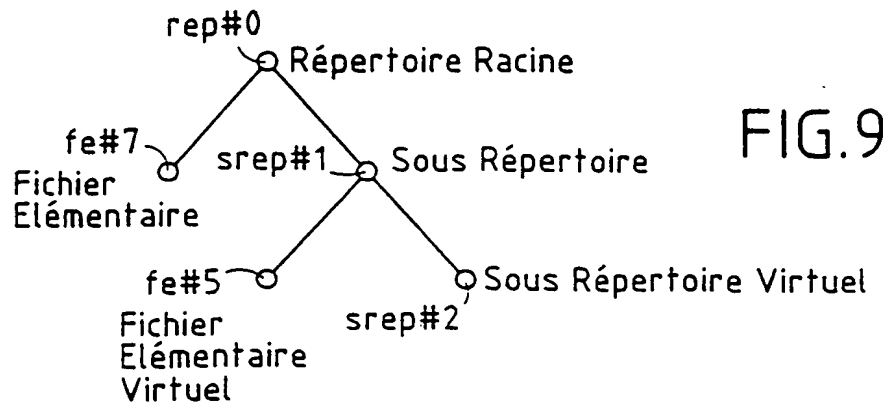 rep#0
Répertoire Racine
FIG.9
fe#7
Fichier
Elémentaire
srep#1
Sous Répertoire
fe#5
Fichier
Elémentaire
Virtuel
Sous Répertoire Virtuel
srep#2